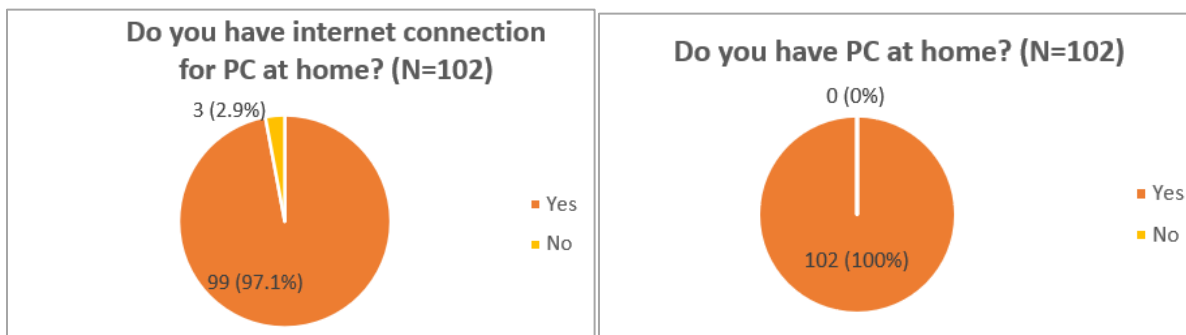 Do you have internet connection
for PC at home? (N=102)
3 (2.9%)
99 (97.1%)
Yes
No
Do you have PC at home? (N=102)
0 (0%)
102 (100%)
Yes
No